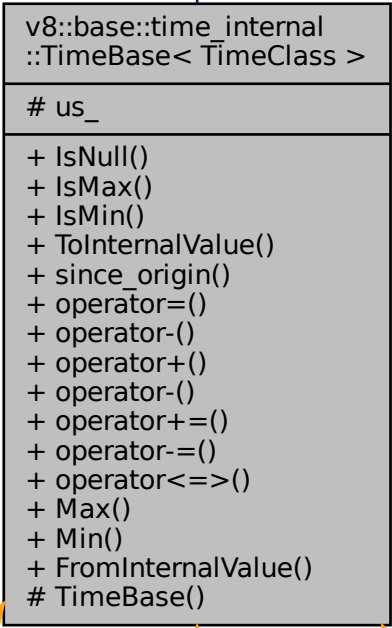 v8::base::time_internal
::TimeBase< TimeClass >
# us_
+ IsNull()
+ IsMax()
+ IsMin()
+ ToInternalValue()
+ since_origin()
+ operator=()
+ operator-()
+ operator+()
+ operator-()
+ operator+=()
+ operator-=()
+ operator<=>()
+ Max()
+ Min()
+ FromInternalValue()
# TimeBase()